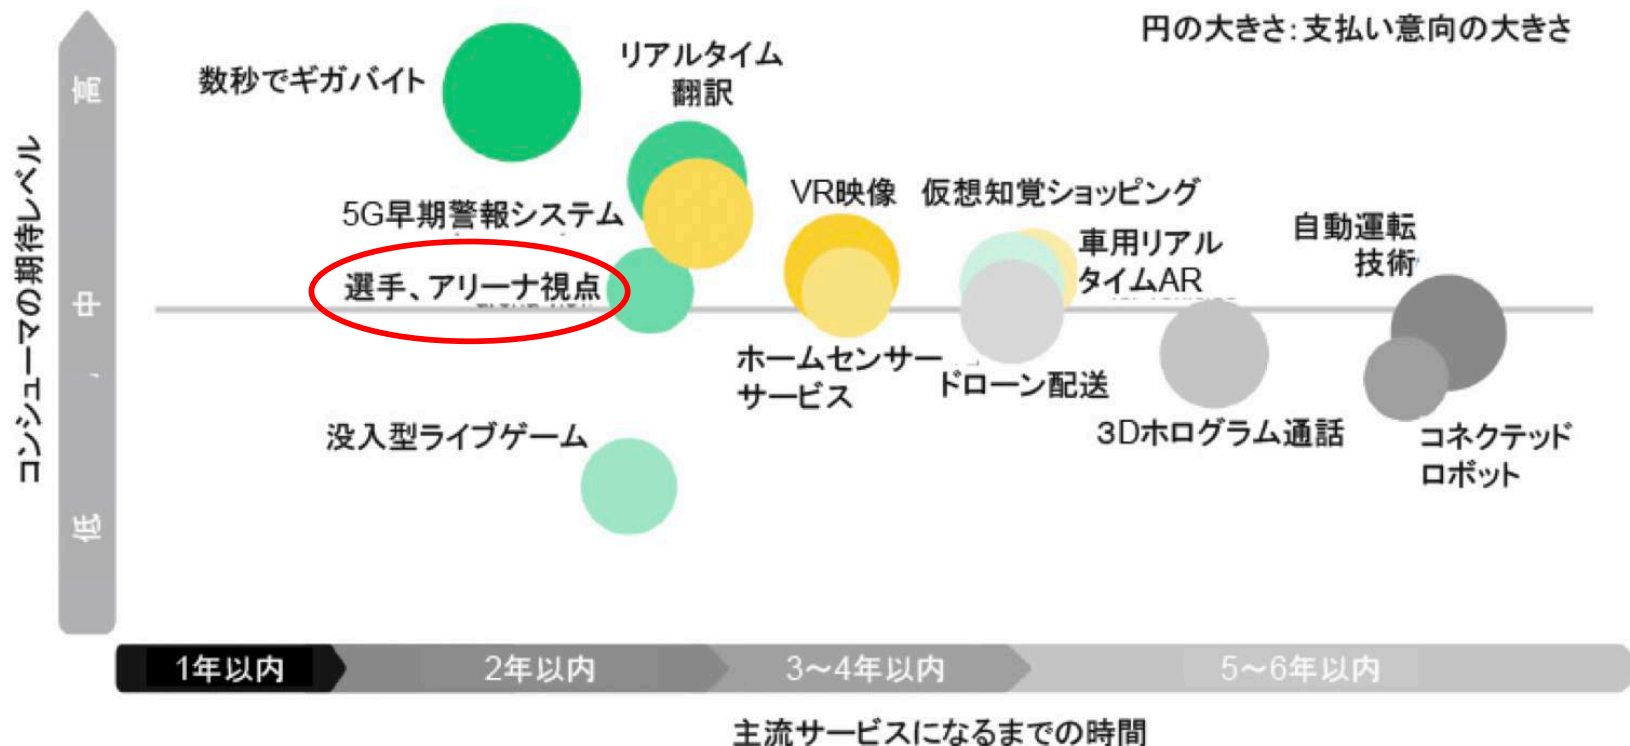 円の大きさ:支払い意向の大きさ
コンシューマの期待レベル
高
中
低
数秒でギガバイト
リアルタイム
翻訳
5G早期警報システム
選手、アリーナ視点
没入型ライブゲーム
VR映像
仮想知覚ショッピング
車用リアル
タイムAR
自動運転
技術
ホームセンサー
サービス
ドローン配送
3Dホログラム通話
コネクテッド
ロボット
1年以内
2年以内
3～4年以内
5～6年以内
主流サービスになるまでの時間